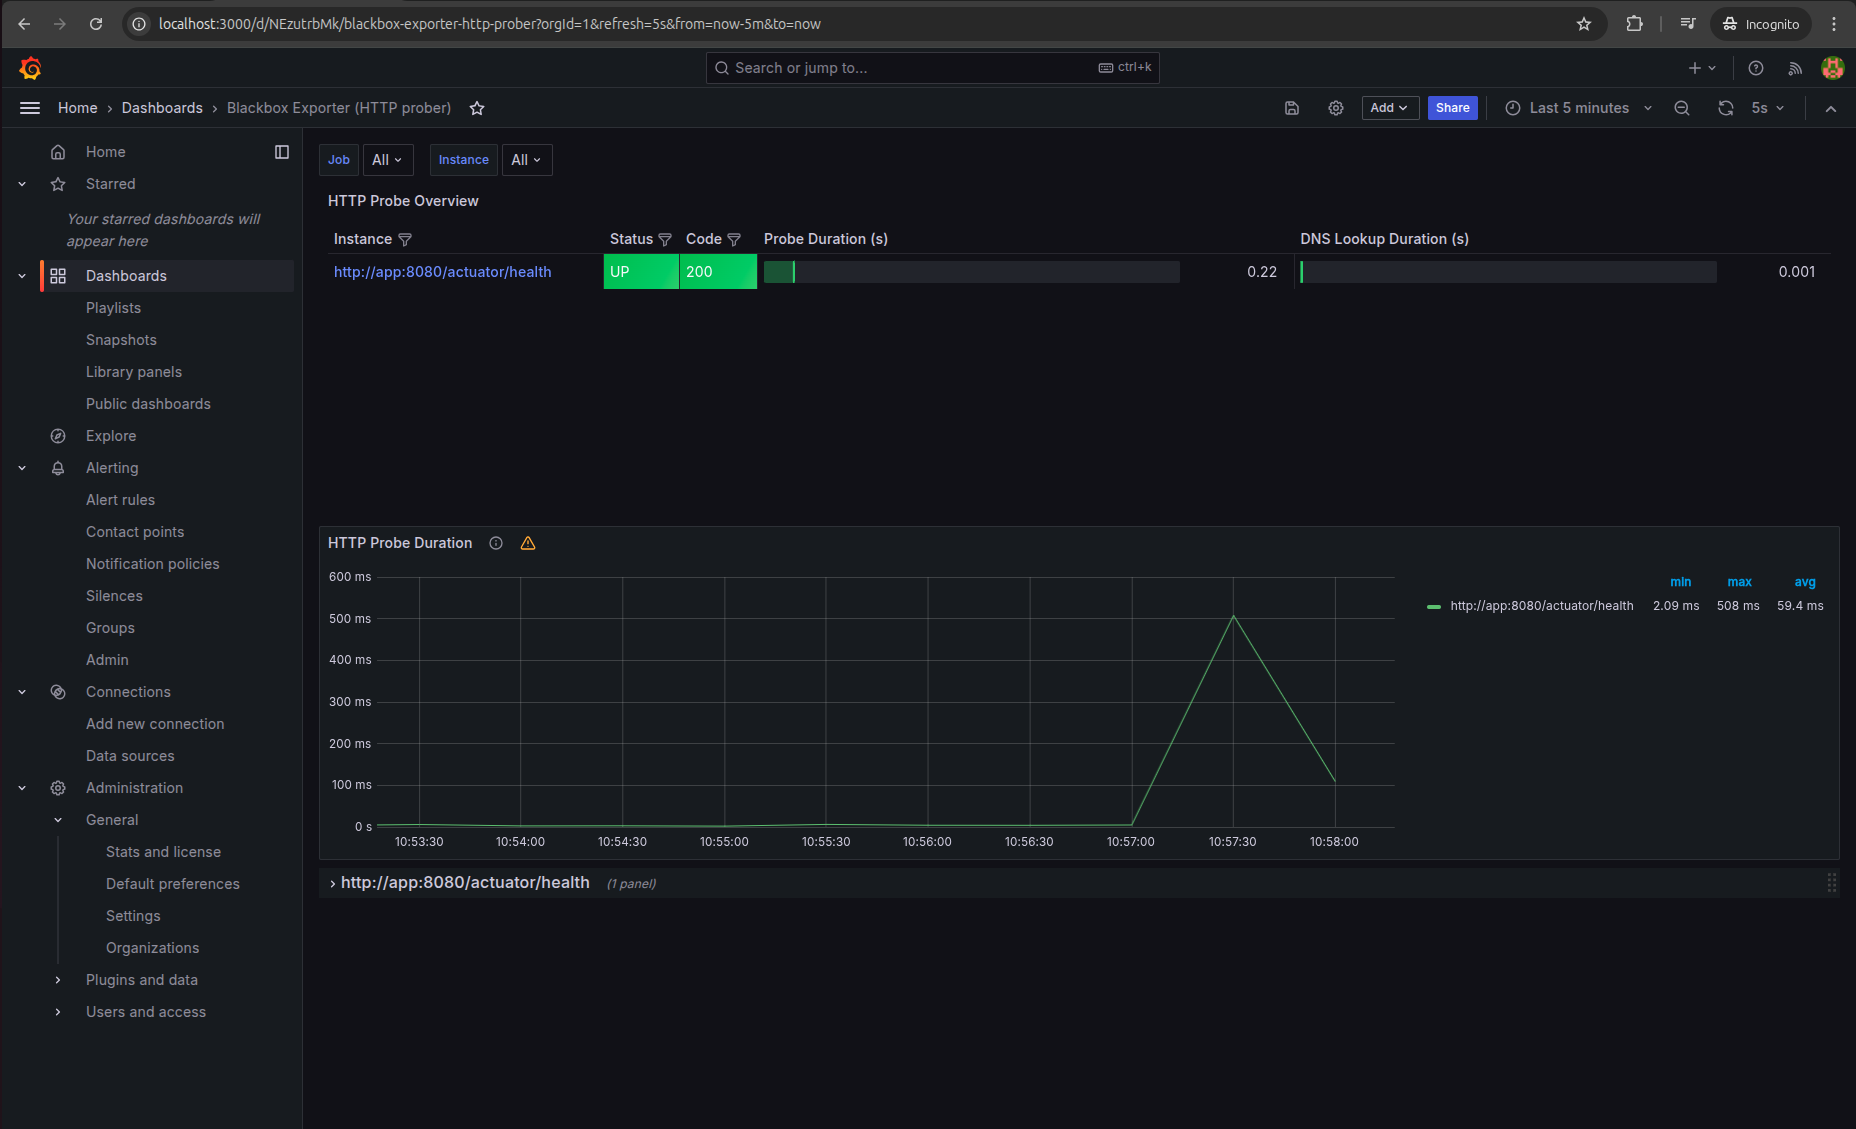 localhost:3000/d/NEzutrbMk/blackbox-exporter-http-prober?orgId=1&refresh=5s&from=now-5m&to=now
Incognito
Search or jump to...
ctrl+k
Home › Dashboards › Blackbox Exporter (HTTP prober)
Add
Share
Last 5 minutes
5s
Home
Starred
Your starred dashboards will
appear here
Dashboards
Playlists
Snapshots
Library panels
Public dashboards
Explore
Alerting
Alert rules
Contact points
Notification policies
Silences
Groups
Admin
Connections
Add new connection
Data sources
Administration
General
Stats and license
Default preferences
Settings
Organizations
Plugins and data
Users and access
Job All Instance All
HTTP Probe Overview
Instance Status Code Probe Duration (s) DNS Lookup Duration (s)
http://app:8080/actuator/health UP 200 0.22 0.001
HTTP Probe Duration
600 ms
500 ms
400 ms
300 ms
200 ms
100 ms
0 s
10:53:30 10:54:00 10:54:30 10:55:00 10:55:30 10:56:00 10:56:30 10:57:00 10:57:30 10:58:00
min max avg
http://app:8080/actuator/health 2.09 ms 508 ms 59.4 ms
http://app:8080/actuator/health (1 panel)